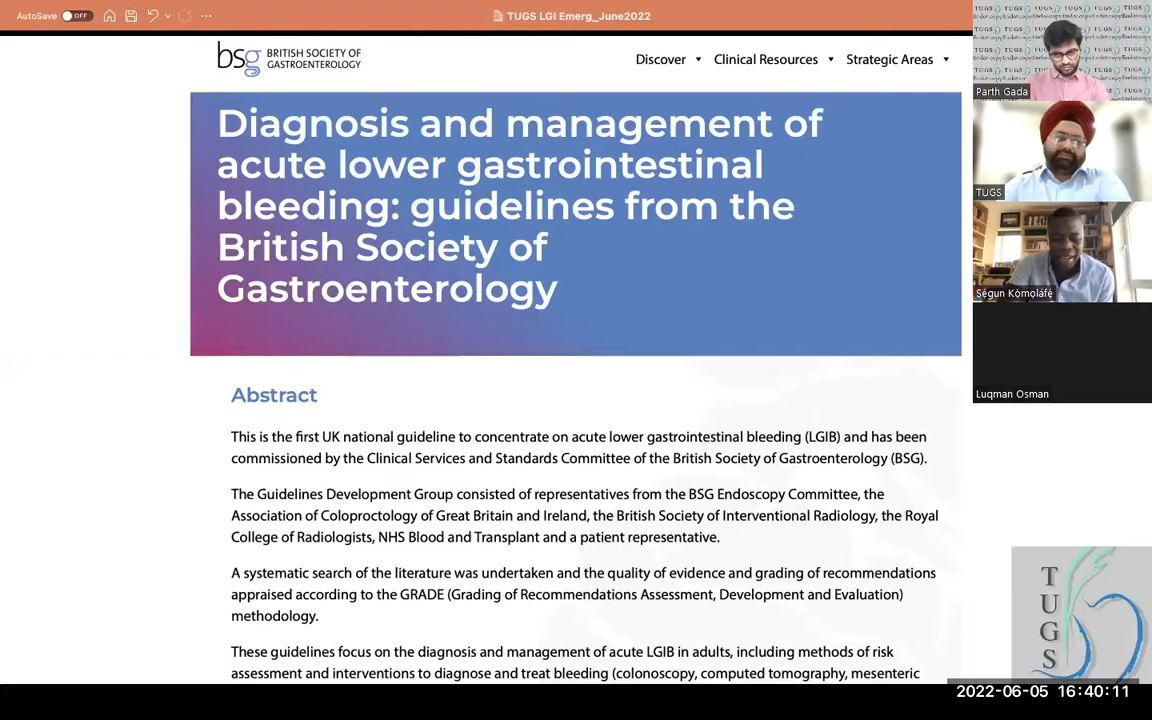 AutoSave OFF
TUGS LGI Emerg_June2022
bsg BRITISH SOCIETY OF
GASTROENTEROLOGY
Discover Clinical Resources Strategic Areas
Diagnosis and management of
acute lower gastrointestinal
bleeding: guidelines from the
British Society of
Gastroenterology
Abstract
This is the first UK national guideline to concentrate on acute lower gastrointestinal bleeding (LGIB) and has been
commissioned by the Clinical Services and Standards Committee of the British Society of Gastroenterology (BSG).
The Guidelines Development Group consisted of representatives from the BSG Endoscopy Committee, the
Association of Coloproctology of Great Britain and Ireland, the British Society of Interventional Radiology, the Royal
College of Radiologists, NHS Blood and Transplant and a patient representative.
A systematic search of the literature was undertaken and the quality of evidence and grading of recommendations
appraised according to the GRADE (Grading of Recommendations Assessment, Development and Evaluation)
methodology.
These guidelines focus on the diagnosis and management of acute LGIB in adults, including methods of risk
assessment and interventions to diagnose and treat bleeding (colonoscopy, computed tomography, mesenteric
Parth Gada
TUGS
Ṣẹgun Kọmoláfẹ́
Luqman Osman
TUGS
2022-06-05 16:40:11